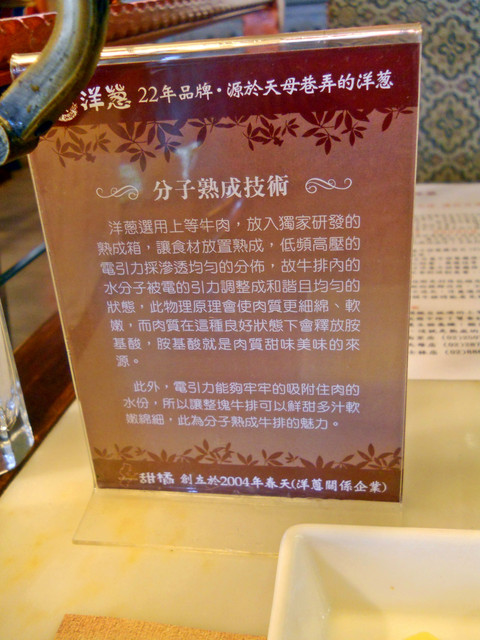 洋蔥 22年品牌·源於天母巷弄的洋蔥
分子熟成技術
洋蔥選用上等牛肉，放入獨家研發的
熟成箱，讓食材放置熟成，低頻高壓的
電引力採滲透均勻的分佈，故牛排內的
水分子被電的引力調整成和諧且均勻的
狀態，此物理原理會使肉質更細綿、軟
嫩，而肉質在這種良好狀態下會釋放胺
基酸，胺基酸就是肉質甜味美味的來
源。
此外，電引力能夠牢牢的吸附住肉的
水份，所以讓整塊牛排可以鮮甜多汁軟
嫩綿細，此為分子熟成牛排的魅力。
甜橘 創立於2004年春天(洋蔥關係企業)